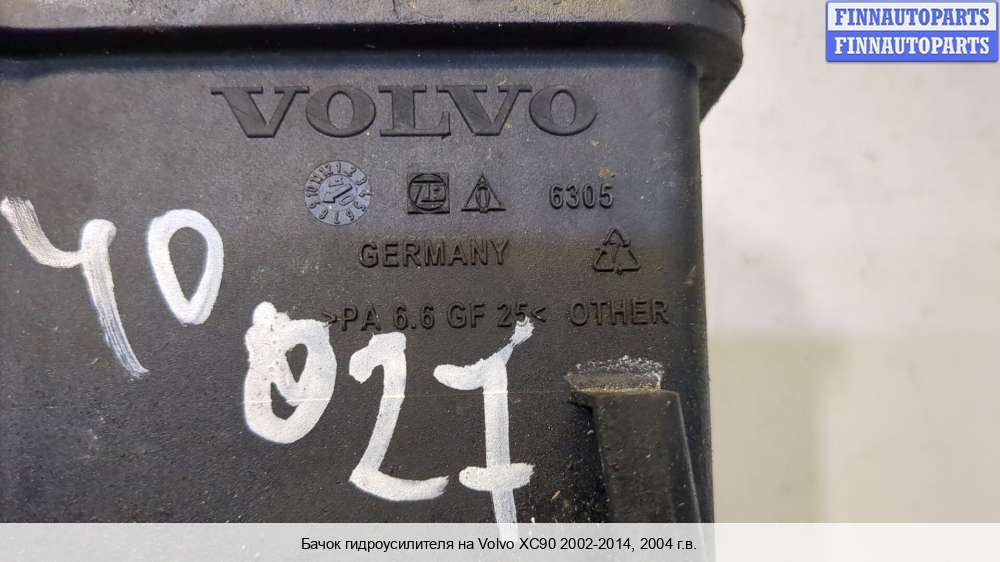 FINNAUTOPARTS
FINNAUTOPARTS
VOLVO
6305
GERMANY
>PA 6.6 GF 25< OTHER
40
027
Бачок гидроусилителя на Volvo XC90 2002-2014, 2004 г.в.